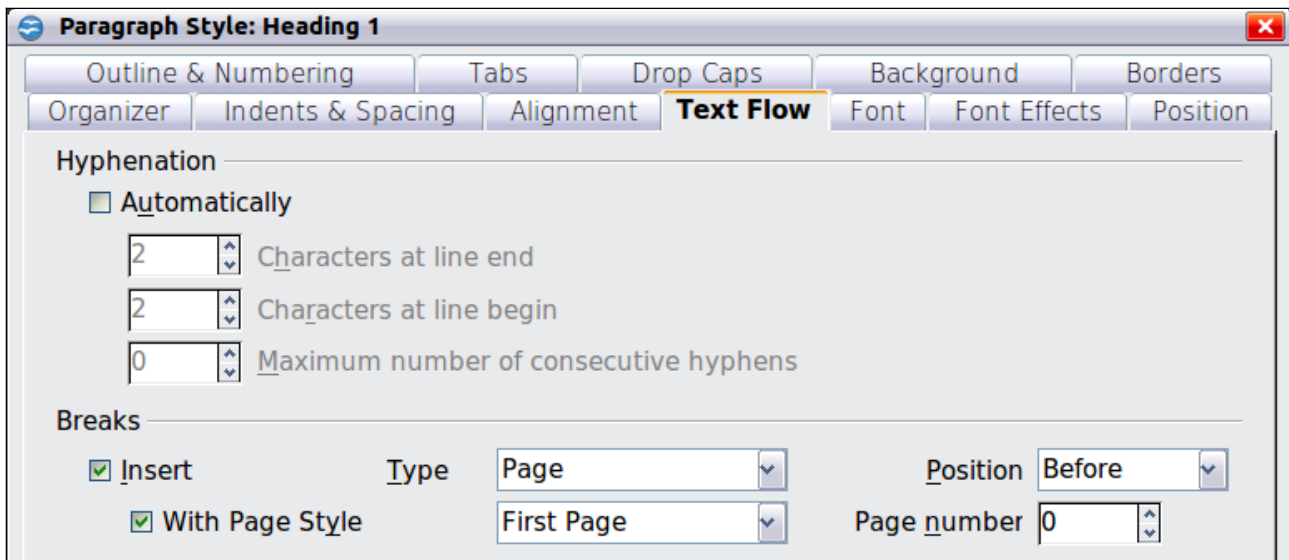 Paragraph Style: Heading 1
Outline & Numbering Tabs Drop Caps Background Borders
Organizer Indents & Spacing Alignment Text Flow Font Font Effects Position
Hyphenation
Automatically
2 Characters at line end
2 Characters at line begin
0 Maximum number of consecutive hyphens
Breaks
Insert Type Page Position Before
With Page Style First Page Page number 0